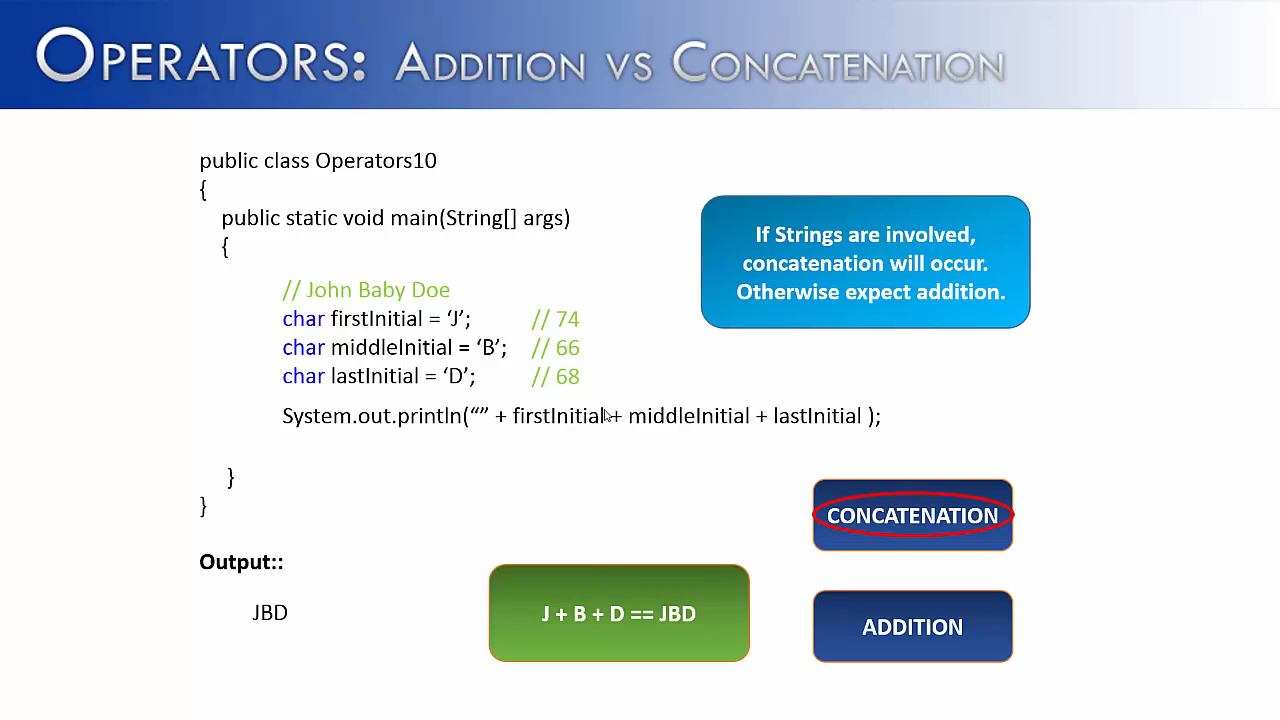 OPERATORS: ADDITION VS CONCATENATION
public class Operators10
{
public static void main(String[] args)
{
// John Baby Doe
char firstInitial = ‘J’; // 74
char middleInitial = ‘B’; // 66
char lastInitial = ‘D’; // 68
System.out.println(“” + firstInitial + middleInitial + lastInitial );
}
}
If Strings are involved,
concatenation will occur.
Otherwise expect addition.
CONCATENATION
Output::
JBD
J + B + D == JBD
ADDITION